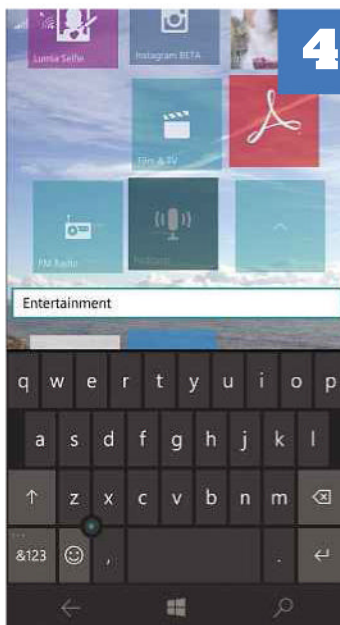 4
Lumia Selfie
Instagram BETA
Film & TV
FM Radio
Podcasts
Entertainment
q w e r t y u i o p
a s d f g h j k l
z x c v b n m
&123 , .